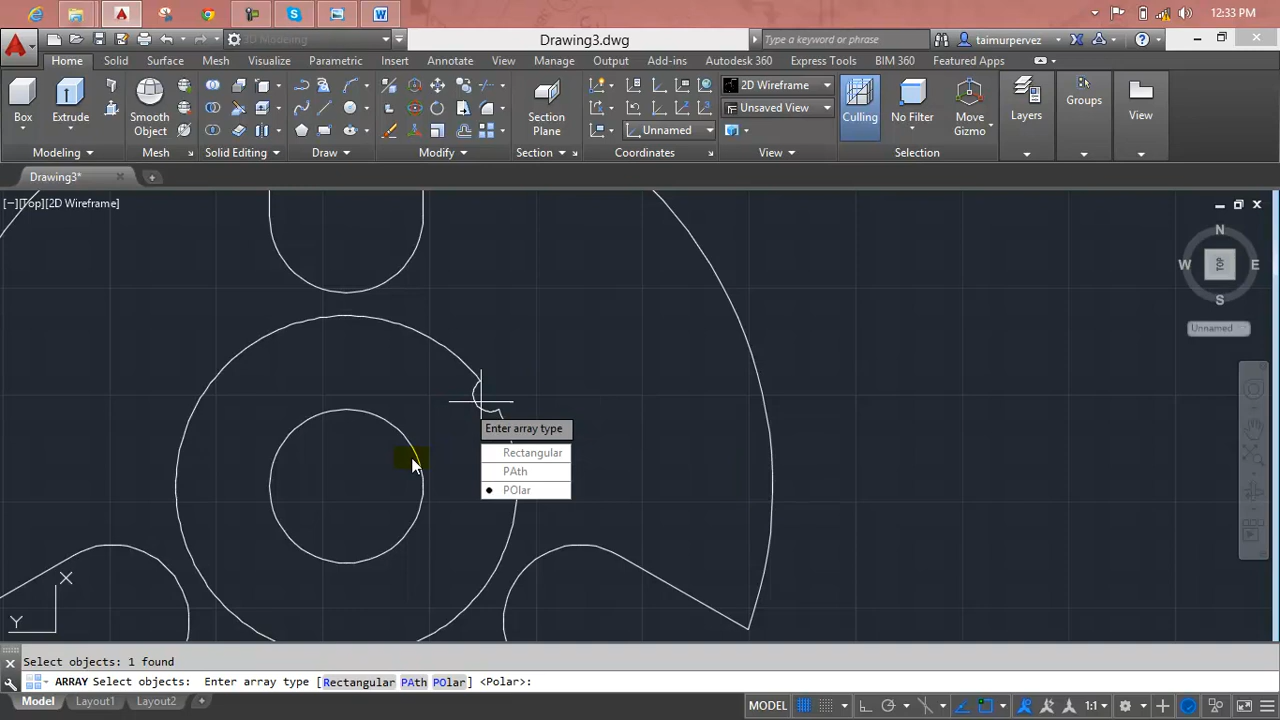 12:33 PM
3D Modeling
Drawing3.dwg
Type a keyword or phrase
taimurpervez
Home Solid Surface Mesh Visualize Parametric Insert Annotate View Manage Output Add-ins Autodesk 360 Express Tools BIM 360 Featured Apps
2D Wireframe
Unsaved View
Unnamed
Box Extrude Smooth Object Section Plane Culling No Filter Move Gizmo Layers Groups View
Modeling Mesh Solid Editing Draw Modify Section Coordinates View Selection
Drawing3*
[−][Top][2D Wireframe]
N
W TOP E
S
Unnamed
Enter array type
Rectangular
PAth
POlar
X
Y
Select objects: 1 found
ARRAY Select objects: Enter array type [Rectangular PAth POlar] <Polar>:
Model Layout1 Layout2 +
MODEL 1:1